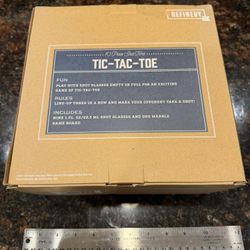 REFINERY
10 Piece Shot Glass
TIC-TAC-TOE
FUN
PLAY WITH SHOT GLASSES EMPTY OR FULL FOR AN EXCITING
GAME OF TIC-TAC-TOE
RULES
LINE-UP THREE IN A ROW AND MAKE YOUR OPPONENT TAKE A SHOT!
INCLUDES
NINE 1 FL. OZ/29.5 ML SHOT GLASSES AND ONE MARBLE
GAME BOARD